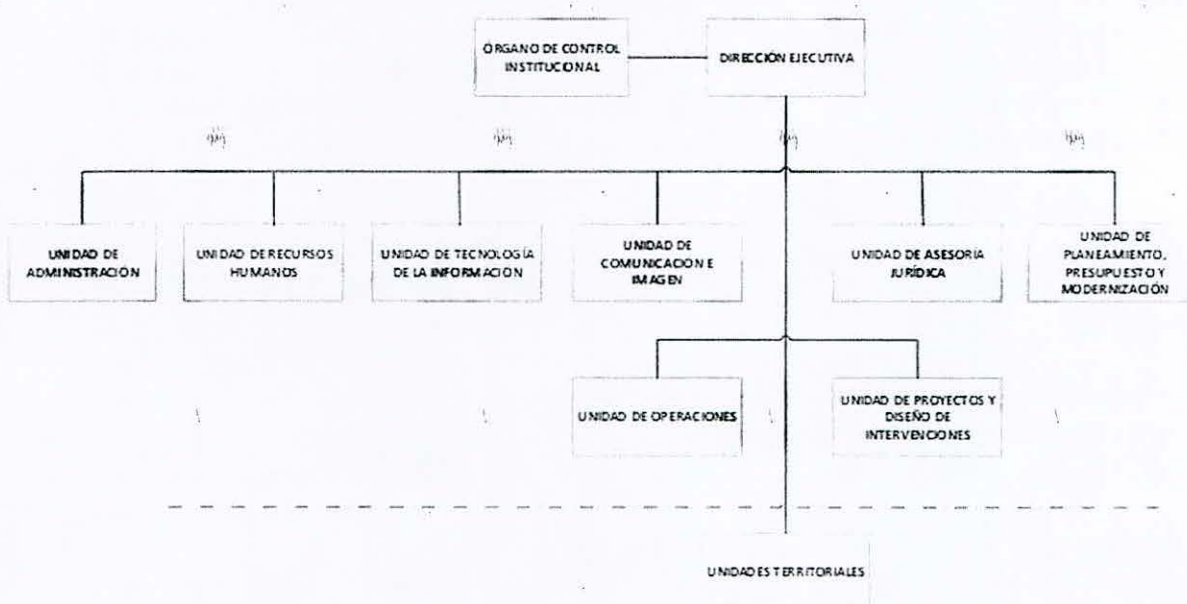 ÓRGANO DE CONTROL
INSTITUCIONAL
DIRECCIÓN EJECUTIVA
UNIDAD DE
ADMINISTRACIÓN
UNIDAD DE RECURSOS
HUMANOS
UNIDAD DE TECNOLOGÍA
DE LA INFORMACION
UNIDAD DE
COMUNICACIÓN E
IMAGEN
UNIDAD DE ASESORÍA
JURÍDICA
UNIDAD DE
PLANEAMIENTO,
PRESUPUESTO Y
MODERNIZACIÓN
UNIDAD DE OPERACIONES
UNIDAD DE PROYECTOS Y
DISEÑO DE
INTERVENCIONES
UNIDADES TERRITORIALES